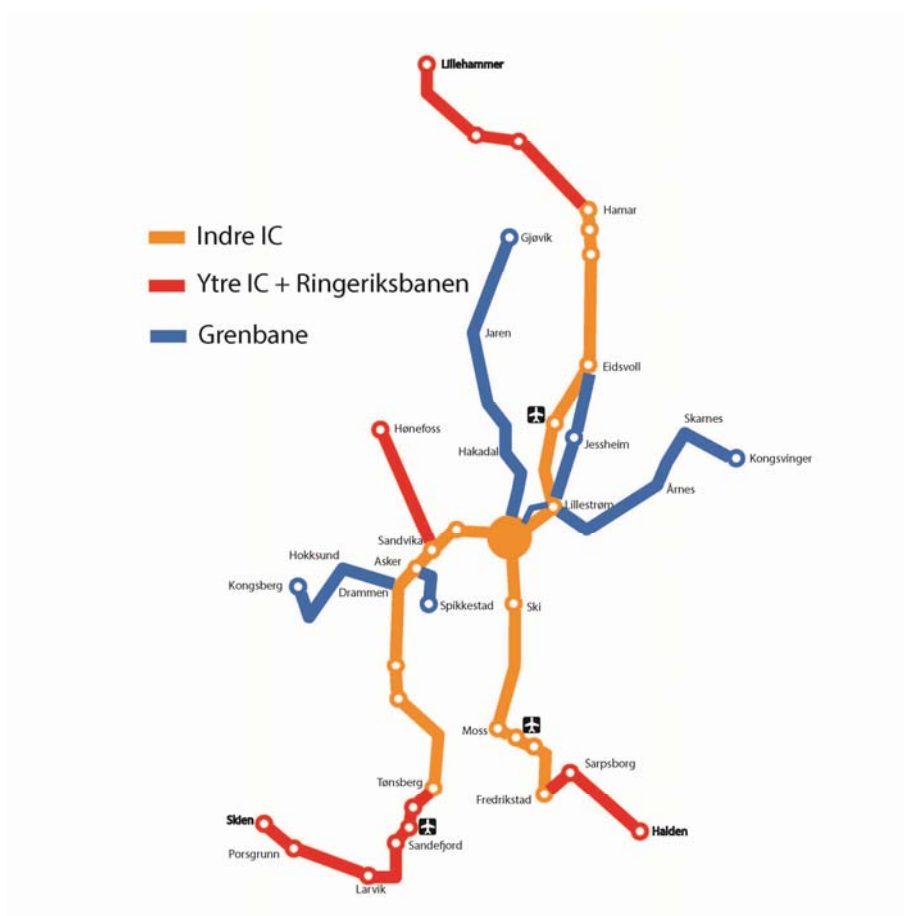 Lillehammer
Hamar
Indre IC
Gjøvik
Ytre IC + Ringeriksbanen
Grenbane
Jaren
Eidsvoll
Skarnes
Hønefoss
Jessheim
Hakadal
Kongsvinger
Årnes
Lillestrøm
Sandvika
Hokksund
Asker
Kongsberg
Drammen
Spikkestad
Ski
Moss
Sarpsborg
Tønsberg
Fredrikstad
Skien
Halden
Sandefjord
Porsgrunn
Larvik